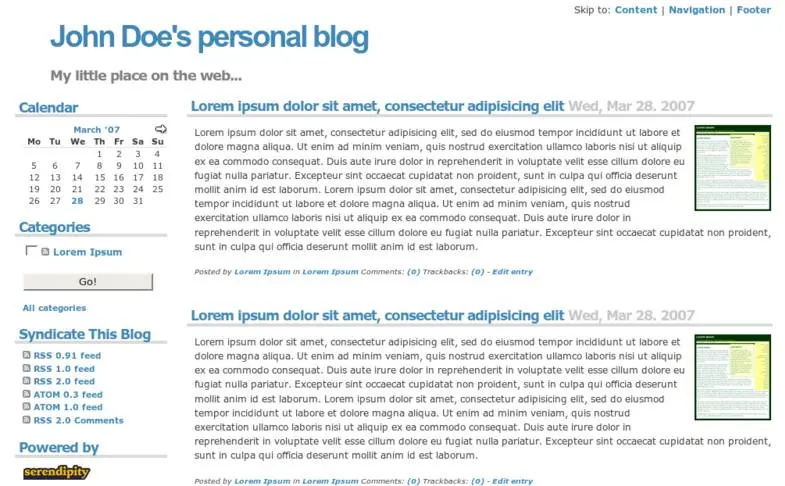 Skip to: Content | Navigation | Footer
John Doe's personal blog
My little place on the web...
Calendar
March '07
Mo Tu We Th Fr Sa Su
1 2 3 4
5 6 7 8 9 10 11
12 13 14 15 16 17 18
19 20 21 22 23 24 25
26 27 28 29 30 31
Categories
Lorem Ipsum
Go!
All categories
Syndicate This Blog
RSS 0.91 feed
RSS 1.0 feed
RSS 2.0 feed
ATOM 0.3 feed
ATOM 1.0 feed
RSS 2.0 Comments
Powered by
serendipity
Lorem ipsum dolor sit amet, consectetur adipisicing elit Wed, Mar 28. 2007
Lorem ipsum dolor sit amet, consectetur adipisicing elit, sed do eiusmod tempor incididunt ut labore et
dolore magna aliqua. Ut enim ad minim veniam, quis nostrud exercitation ullamco laboris nisi ut aliquip
ex ea commodo consequat. Duis aute irure dolor in reprehenderit in voluptate velit esse cillum dolore eu
fugiat nulla pariatur. Excepteur sint occaecat cupidatat non proident, sunt in culpa qui officia deserunt
mollit anim id est laborum. Lorem ipsum dolor sit amet, consectetur adipisicing elit, sed do eiusmod
tempor incididunt ut labore et dolore magna aliqua. Ut enim ad minim veniam, quis nostrud
exercitation ullamco laboris nisi ut aliquip ex ea commodo consequat. Duis aute irure dolor in
reprehenderit in voluptate velit esse cillum dolore eu fugiat nulla pariatur. Excepteur sint occaecat cupidatat non proident,
sunt in culpa qui officia deserunt mollit anim id est laborum.
Posted by Lorem Ipsum in Lorem Ipsum Comments: (0) Trackbacks: (0) - Edit entry
Lorem ipsum dolor sit amet, consectetur adipisicing elit Wed, Mar 28. 2007
Lorem ipsum dolor sit amet, consectetur adipisicing elit, sed do eiusmod tempor incididunt ut labore et
dolore magna aliqua. Ut enim ad minim veniam, quis nostrud exercitation ullamco laboris nisi ut aliquip
ex ea commodo consequat. Duis aute irure dolor in reprehenderit in voluptate velit esse cillum dolore eu
fugiat nulla pariatur. Excepteur sint occaecat cupidatat non proident, sunt in culpa qui officia deserunt
mollit anim id est laborum. Lorem ipsum dolor sit amet, consectetur adipisicing elit, sed do eiusmod
tempor incididunt ut labore et dolore magna aliqua. Ut enim ad minim veniam, quis nostrud
exercitation ullamco laboris nisi ut aliquip ex ea commodo consequat. Duis aute irure dolor in
reprehenderit in voluptate velit esse cillum dolore eu fugiat nulla pariatur. Excepteur sint occaecat cupidatat non proident,
sunt in culpa qui officia deserunt mollit anim id est laborum.
Posted by Lorem Ipsum in Lorem Ipsum Comments: (0) Trackbacks: (0) - Edit entry